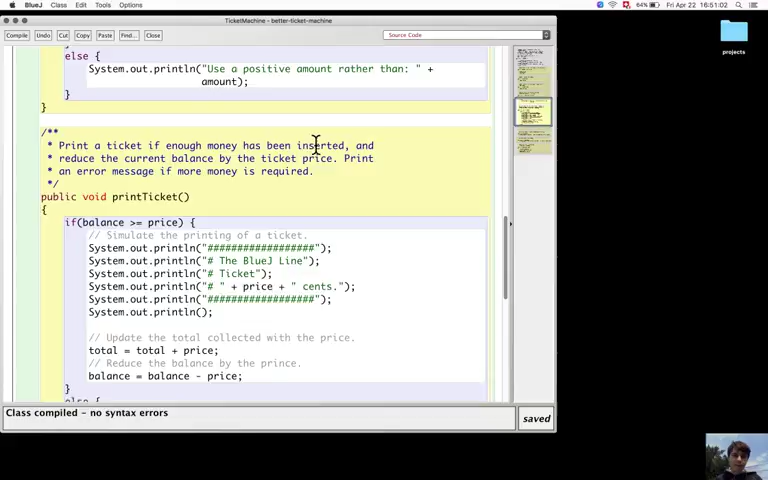 BlueJ Class Edit Tools Options
64% Fri Apr 22 16:51:02
TicketMachine - better-ticket-machine
Compile Undo Cut Copy Paste Find... Close
Source Code
}
else {
System.out.println("Use a positive amount rather than: " +
amount);
}
}
/**
* Print a ticket if enough money has been inserted, and
* reduce the current balance by the ticket price. Print
* an error message if more money is required.
*/
public void printTicket()
{
if(balance >= price) {
// Simulate the printing of a ticket.
System.out.println("##################");
System.out.println("# The BlueJ Line");
System.out.println("# Ticket");
System.out.println("# " + price + " cents.");
System.out.println("##################");
System.out.println();
// Update the total collected with the price.
total = total + price;
// Reduce the balance by the prince.
balance = balance - price;
}
else {
Class compiled - no syntax errors
saved
projects